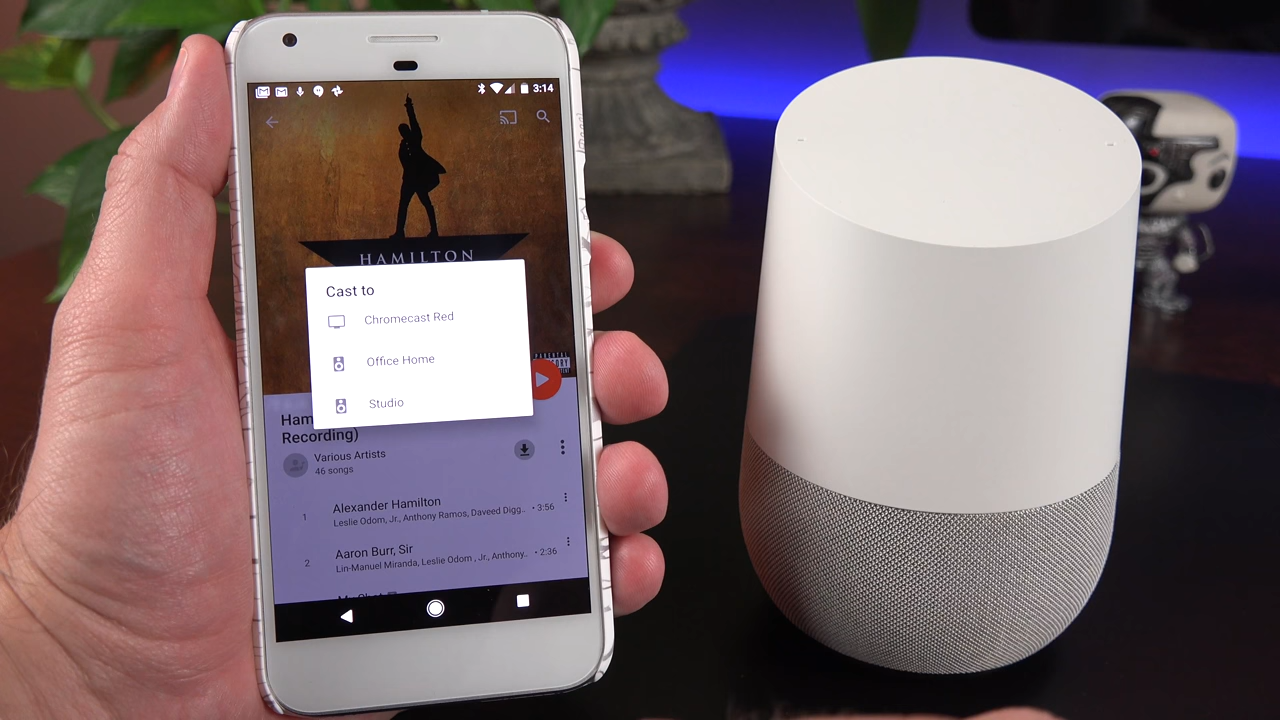 3:14
HAMILTON
Cast to
Chromecast Red
Office Home
Studio
PARENTAL
Ham
Recording)
Various Artists
46 songs
1 Alexander Hamilton
Leslie Odom, Jr., Anthony Ramos, Daveed Digg.. • 3:56
2 Aaron Burr, Sir
Lin-Manuel Miranda, Leslie Odom , Jr., Anthony... • 2:36